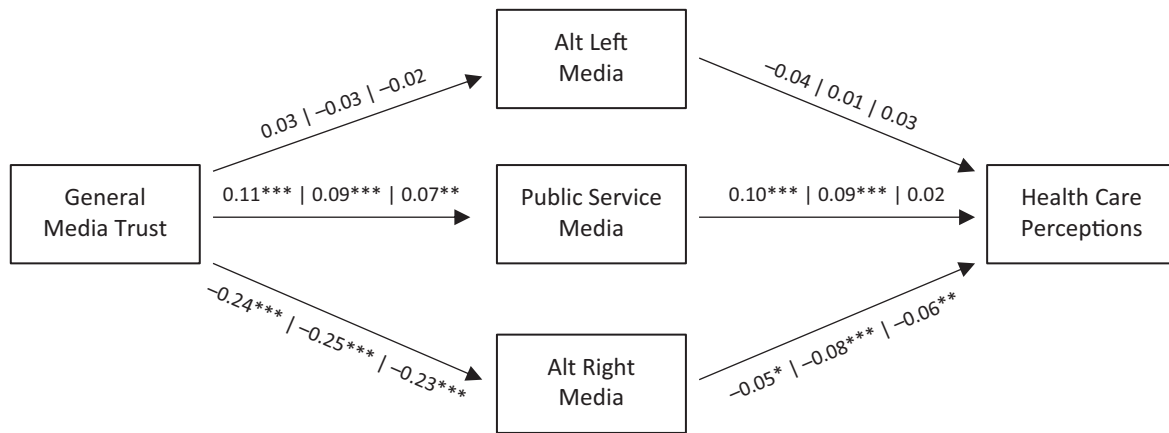 Alt Left
Media
0.03 | –0.03 | –0.02
–0.04 | 0.01 | 0.03
General
Media Trust
0.11*** | 0.09*** | 0.07**
Public Service
Media
0.10*** | 0.09*** | 0.02
Health Care
Perceptions
–0.24*** | –0.25*** | –0.23***
Alt Right
Media
–0.05* | –0.08*** | –0.06**